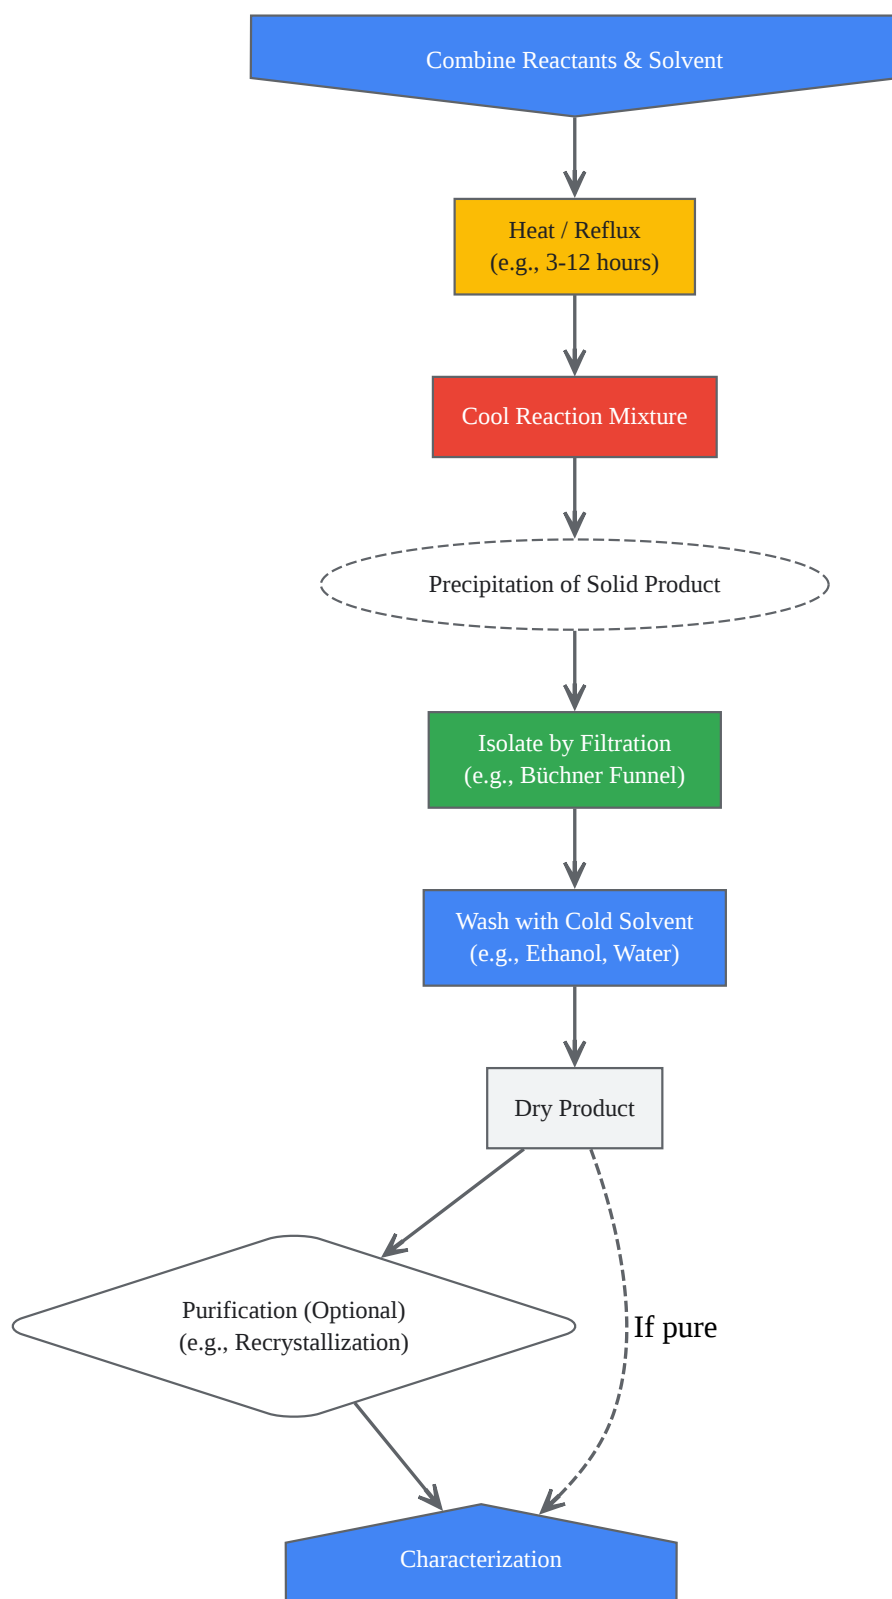 Combine Reactants & Solvent
Heat / Reflux
(e.g., 3-12 hours)
Cool Reaction Mixture
Precipitation of Solid Product
Isolate by Filtration
(e.g., Büchner Funnel)
Wash with Cold Solvent
(e.g., Ethanol, Water)
Dry Product
Purification (Optional)
(e.g., Recrystallization)
If pure
Characterization